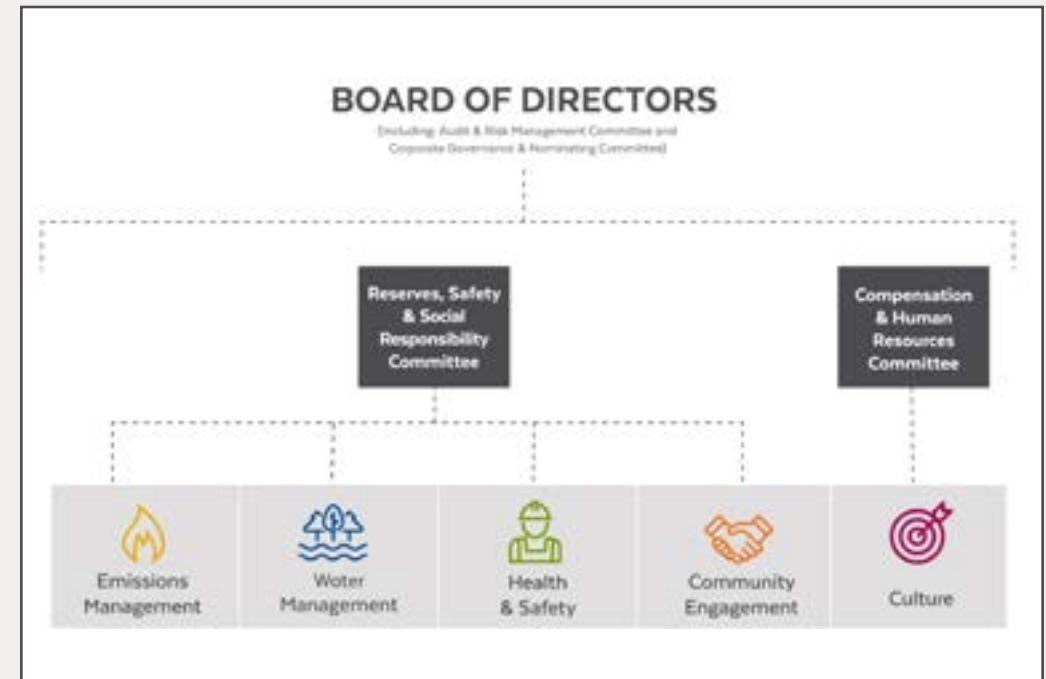 BOARD OF DIRECTORS
(including: Audit & Risk Management Committee and
Corporate Governance & Nominating Committee)
Reserves, Safety
& Social
Responsibility
Committee
Compensation
& Human
Resources
Committee
Emissions
Management
Water
Management
Health
& Safety
Community
Engagement
Culture